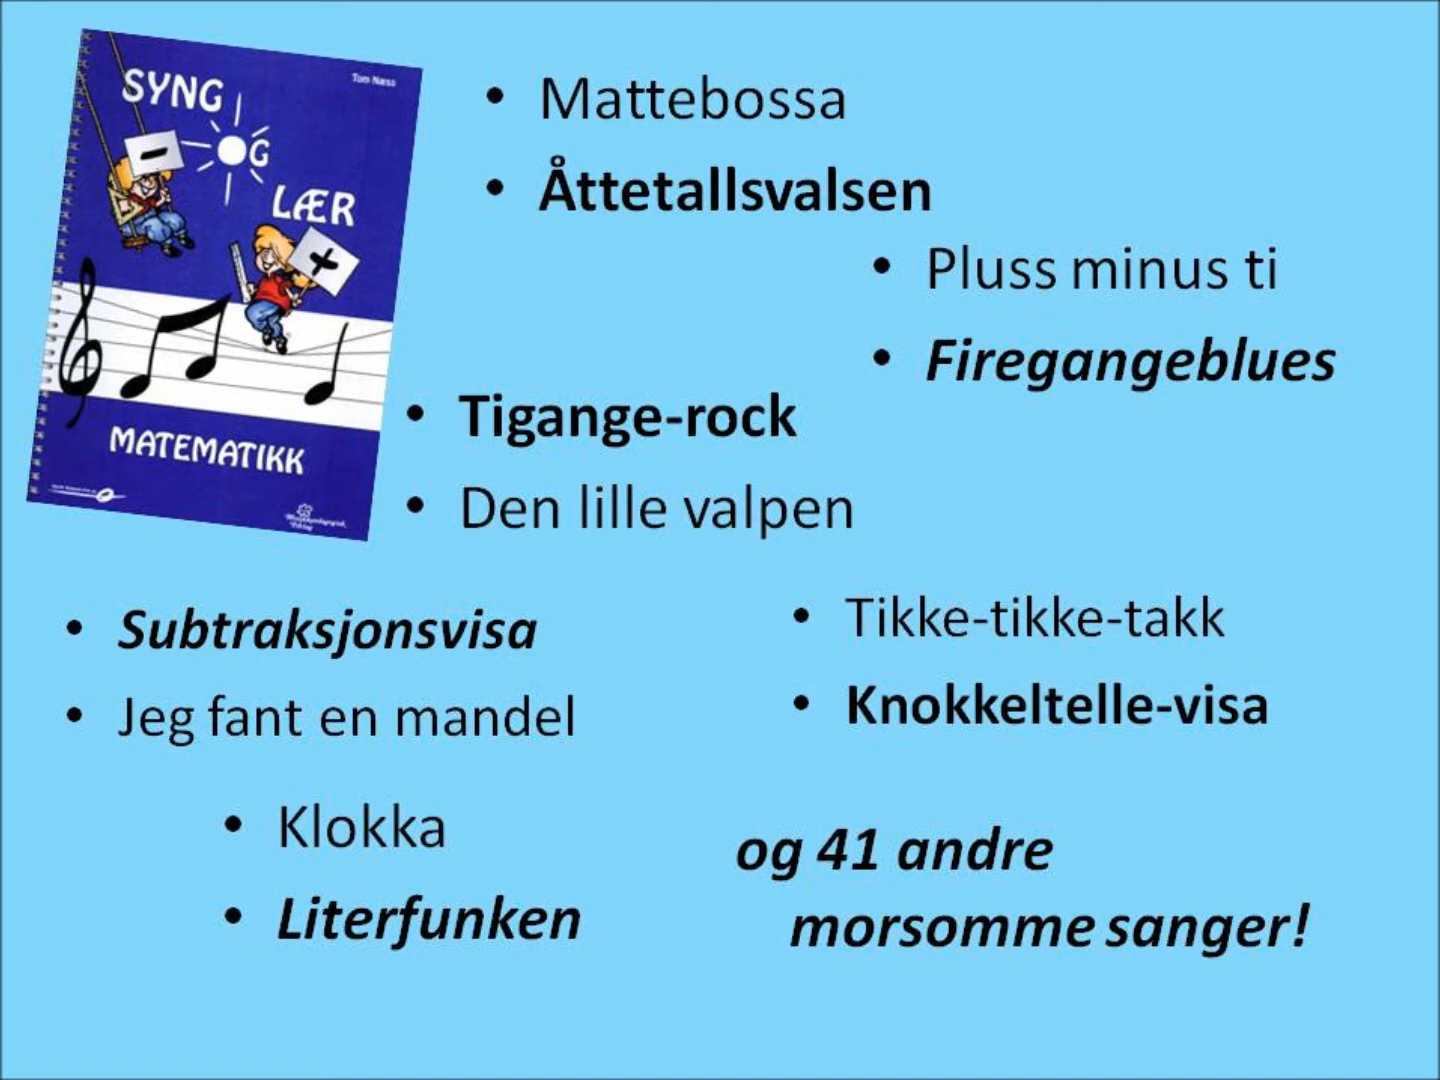 Tom Næss
SYNG
OG
LÆR
MATEMATIKK
• Mattebossa
• Åttetallsvalsen
• Pluss minus ti
• Firegangeblues
• Tigange-rock
• Den lille valpen
• Subtraksjonsvisa
• Jeg fant en mandel
• Tikke-tikke-takk
• Knokkeltelle-visa
• Klokka
• Literfunken
og 41 andre
morsomme sanger!